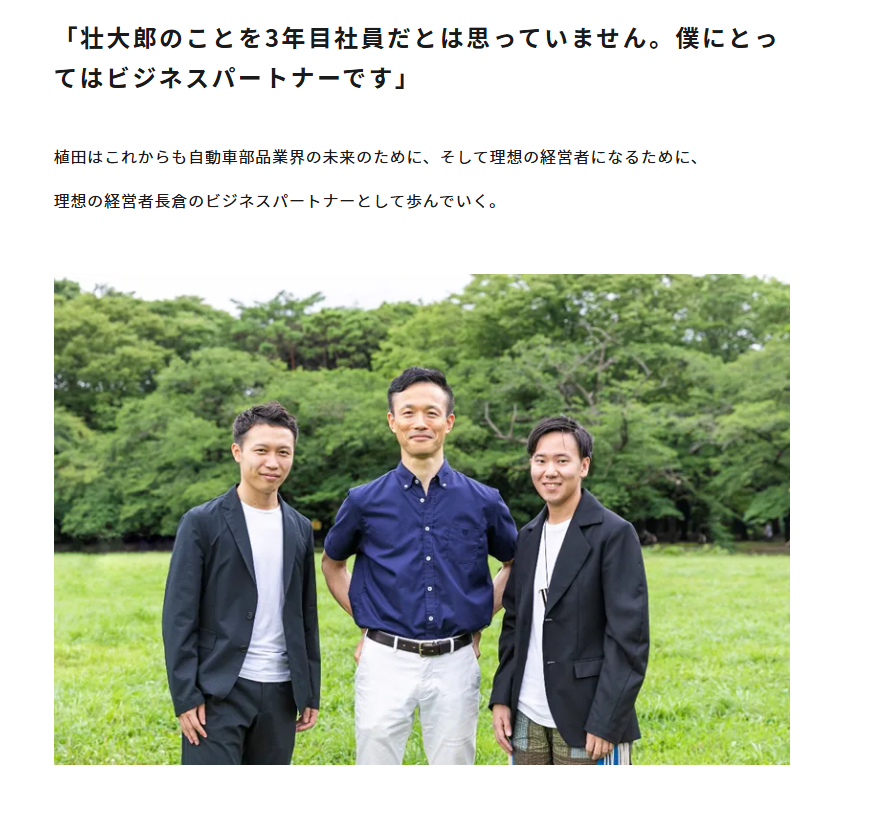 「壮大郎のことを3年目社員だとは思っていません。僕にとっ
てはビジネスパートナーです」
植田はこれからも自動車部品業界の未来のために、そして理想の経営者になるために、
理想の経営者長倉のビジネスパートナーとして歩んでいく。